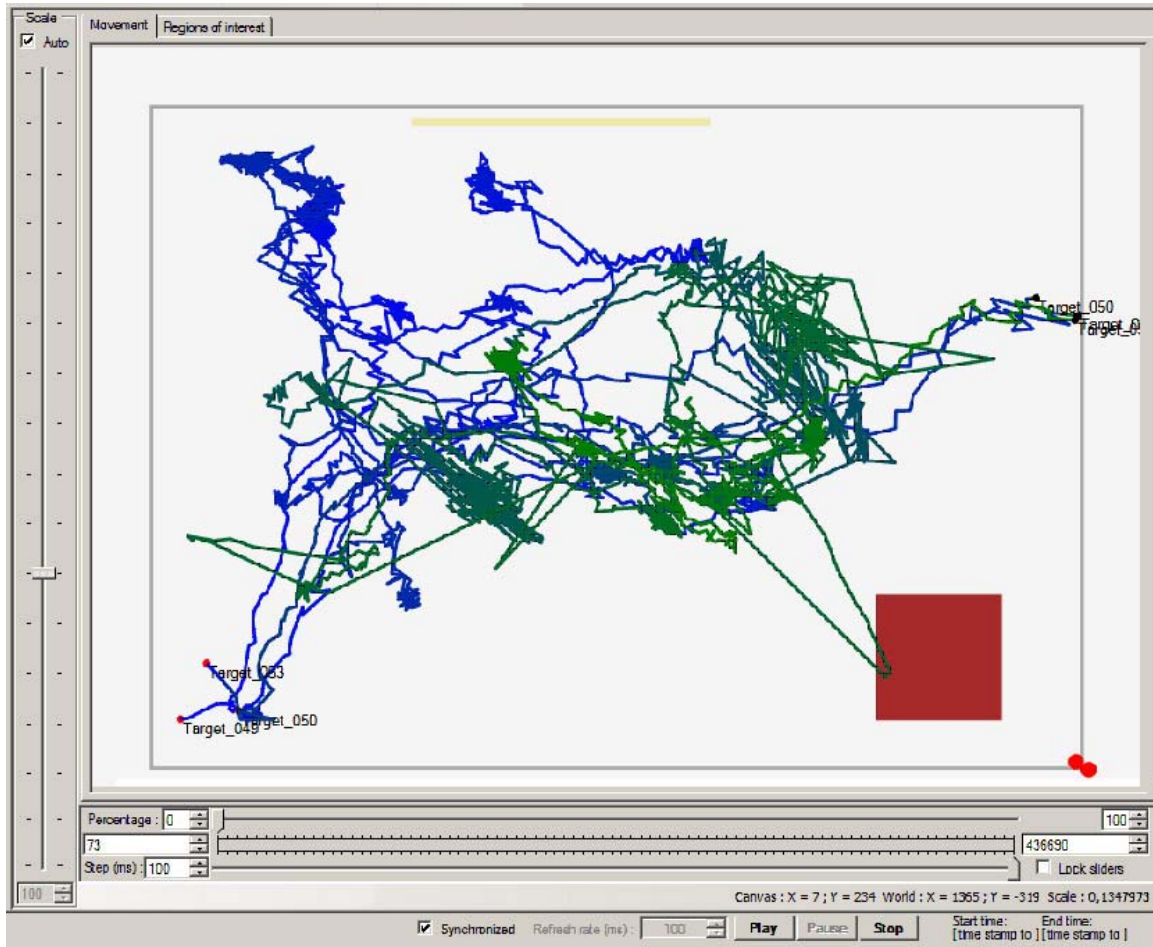 Scale
Auto
Movement
Regions of interest
Target_050
Target_053
Target_049
Target_050
Percentage : 0
100
73
436690
Step (ms) : 100
Lock sliders
100
Canvas : X = 7 ; Y = 234 World : X = 1365 ; Y = -319 Scale : 0,1347973
Synchronized Refresh rate (ms) : 100 Play Pause Stop
Start time: End time:
[time stamp to ] [time stamp to ]